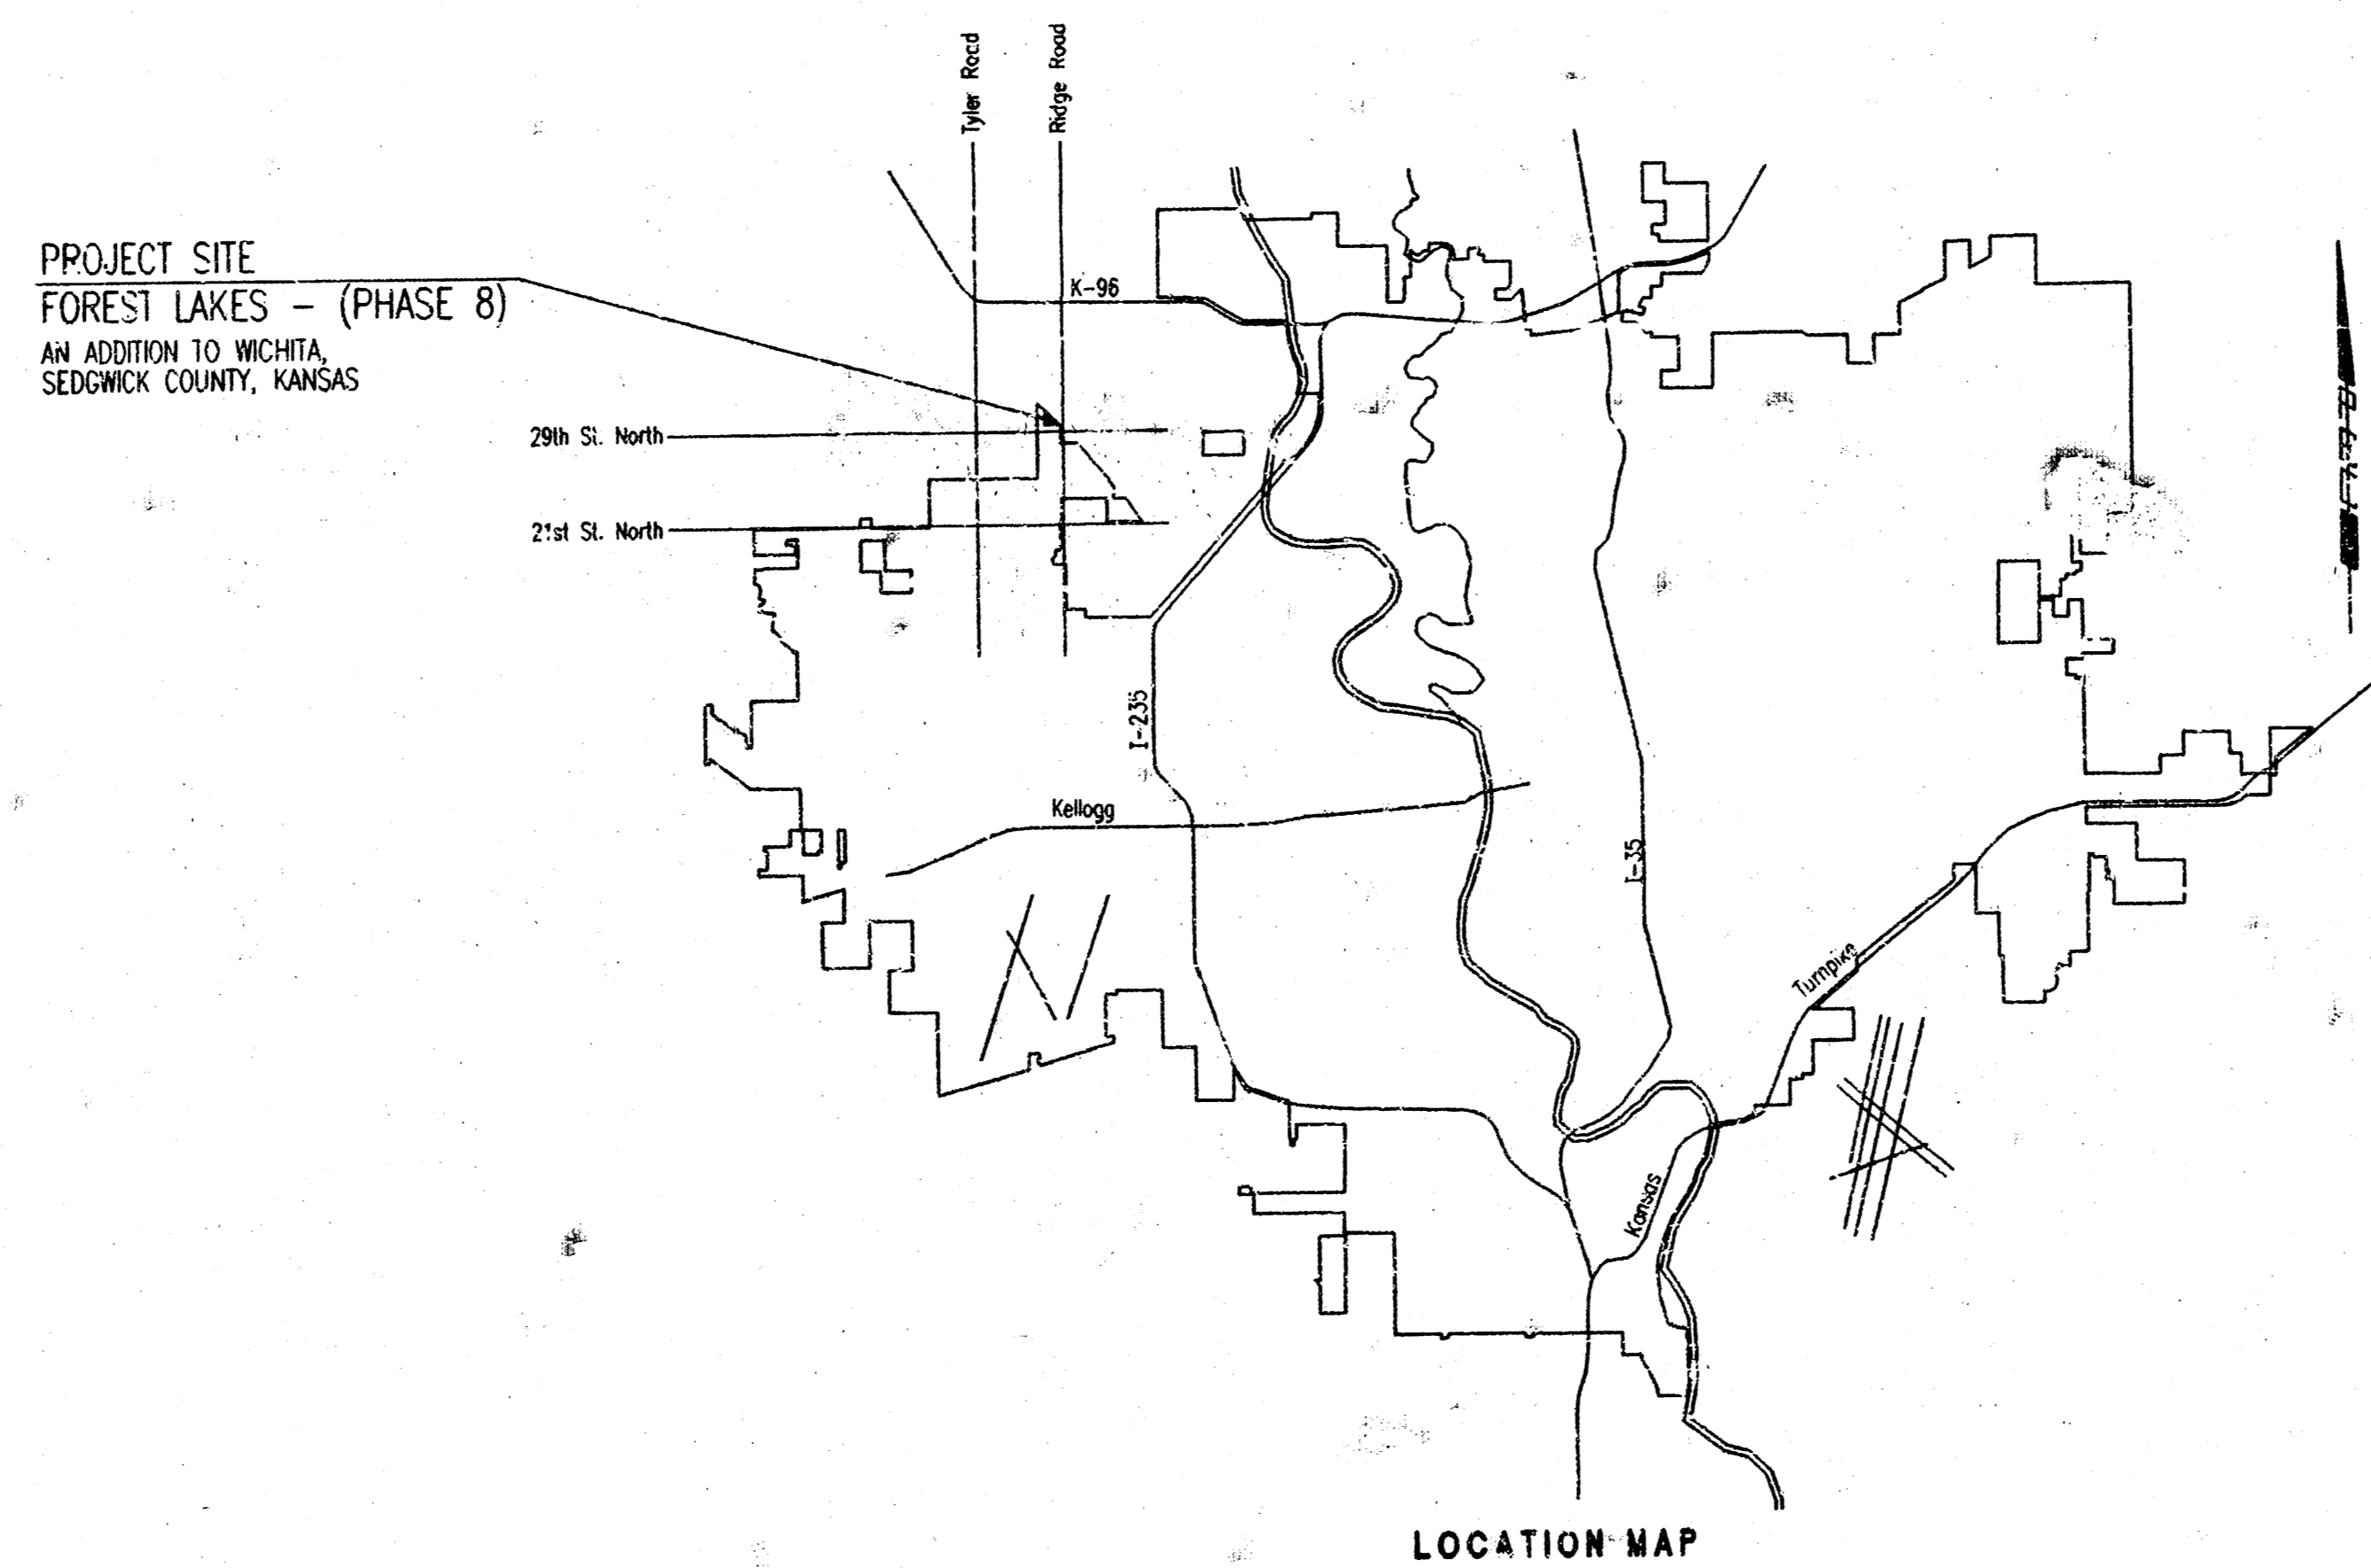 Tyler Road
Ridge Road
PROJECT SITE
FOREST LAKES - (PHASE 8)
AN ADDITION TO WICHITA,
SEDGWICK COUNTY, KANSAS
K-96
29th St. North
21st St. North
I-235
Kellogg
I-35
Turnpike
Kansas
LOCATION MAP